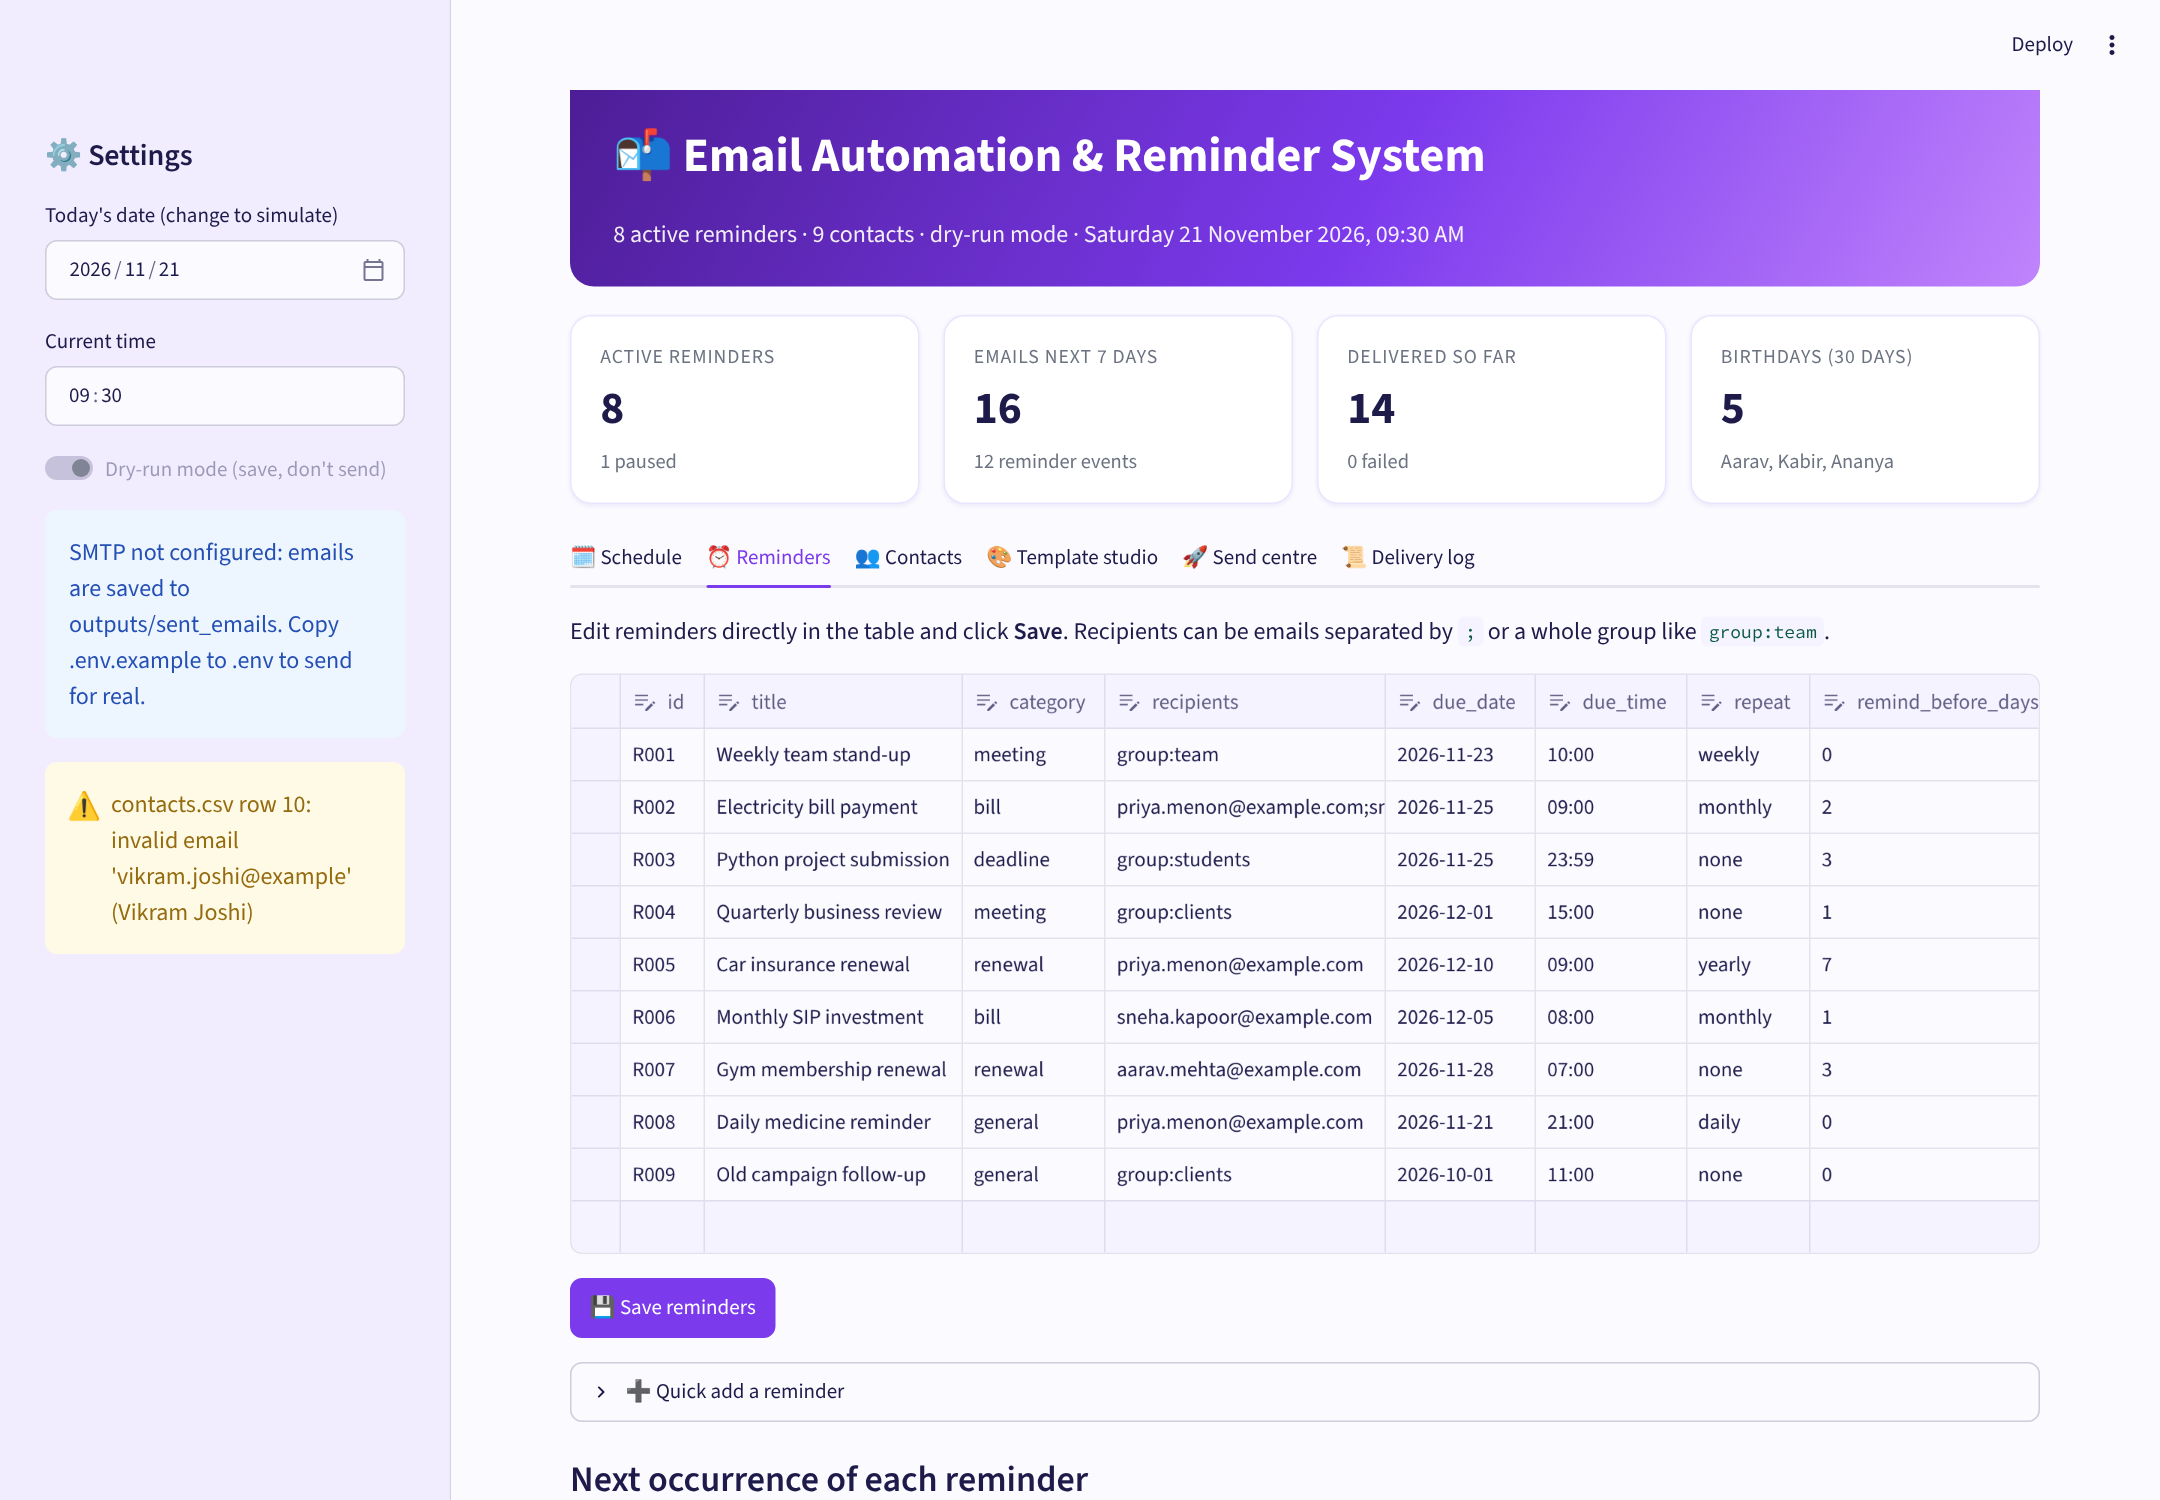 Deploy
⚙️ Settings
Today's date (change to simulate)
2026/11/21
Current time
09:30
Dry-run mode (save, don't send)
SMTP not configured: emails
are saved to
outputs/sent_emails. Copy
.env.example to .env to send
for real.
⚠️ contacts.csv row 10:
invalid email
'vikram.joshi@example'
(Vikram Joshi)
📬 Email Automation & Reminder System
8 active reminders · 9 contacts · dry-run mode · Saturday 21 November 2026, 09:30 AM
ACTIVE REMINDERS
8
1 paused
EMAILS NEXT 7 DAYS
16
12 reminder events
DELIVERED SO FAR
14
0 failed
BIRTHDAYS (30 DAYS)
5
Aarav, Kabir, Ananya
🗓️ Schedule ⏰ Reminders 👥 Contacts 🎨 Template studio 🚀 Send centre 📜 Delivery log
Edit reminders directly in the table and click Save. Recipients can be emails separated by ; or a whole group like group:team.
id title category recipients due_date due_time repeat remind_before_days
R001 Weekly team stand-up meeting group:team 2026-11-23 10:00 weekly 0
R002 Electricity bill payment bill priya.menon@example.com;sr 2026-11-25 09:00 monthly 2
R003 Python project submission deadline group:students 2026-11-25 23:59 none 3
R004 Quarterly business review meeting group:clients 2026-12-01 15:00 none 1
R005 Car insurance renewal renewal priya.menon@example.com 2026-12-10 09:00 yearly 7
R006 Monthly SIP investment bill sneha.kapoor@example.com 2026-12-05 08:00 monthly 1
R007 Gym membership renewal renewal aarav.mehta@example.com 2026-11-28 07:00 none 3
R008 Daily medicine reminder general priya.menon@example.com 2026-11-21 21:00 daily 0
R009 Old campaign follow-up general group:clients 2026-10-01 11:00 none 0
💾 Save reminders
➕ Quick add a reminder
Next occurrence of each reminder